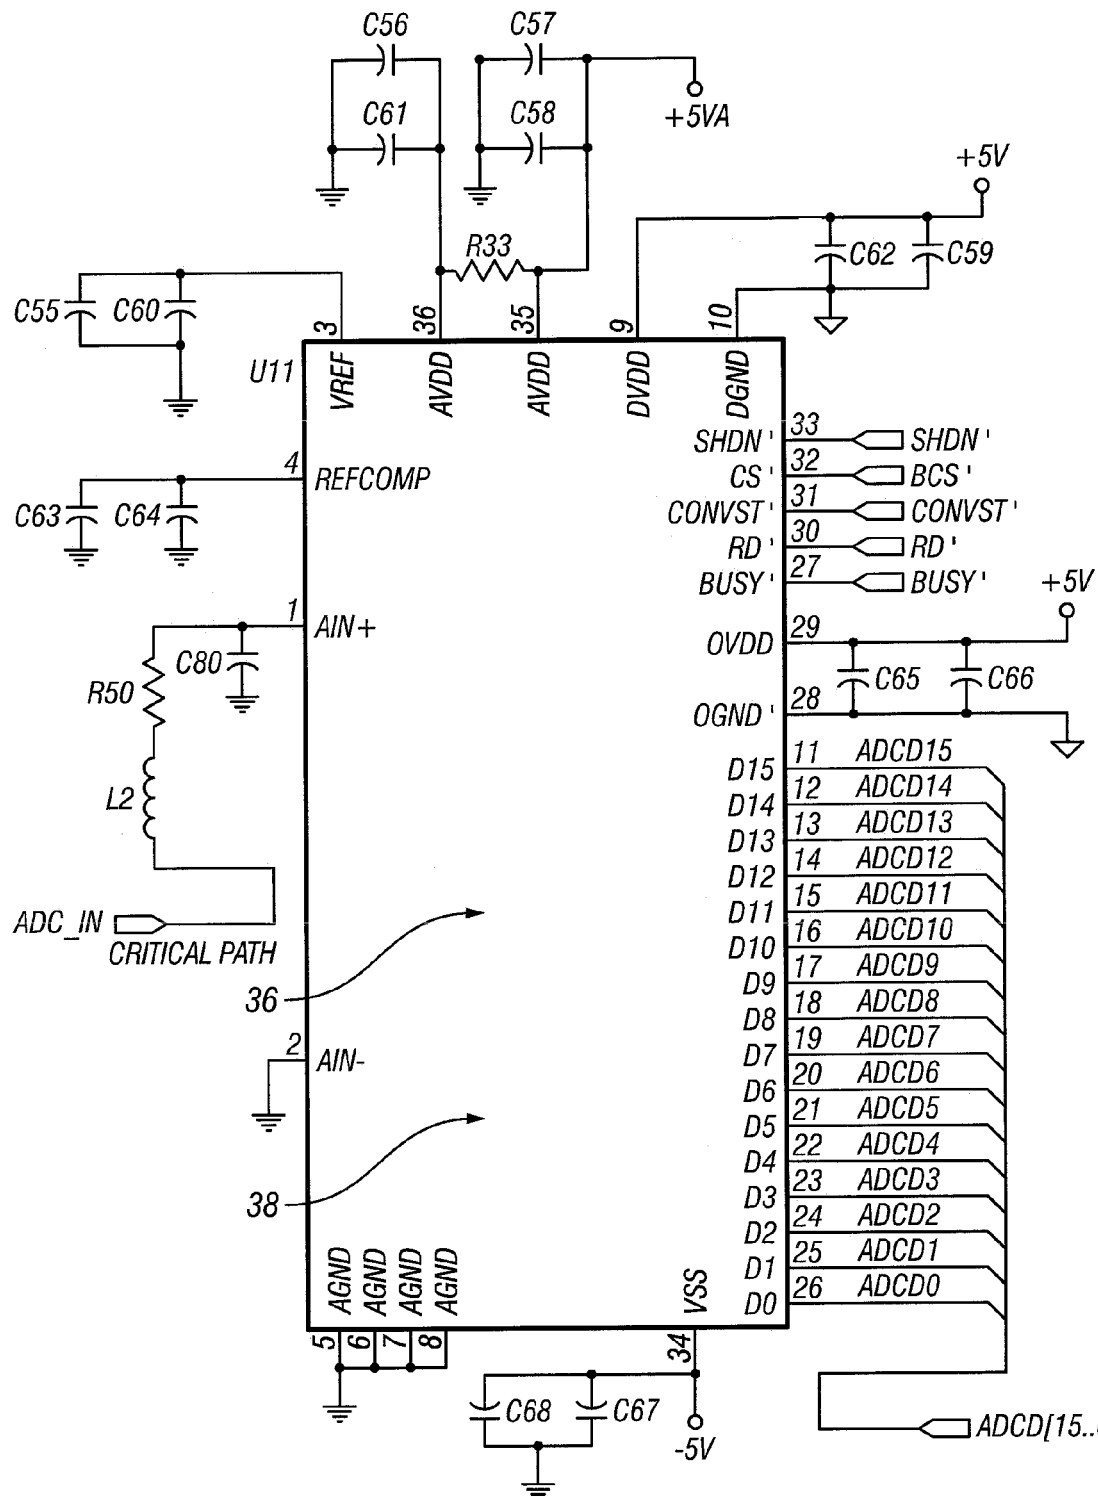 C56
C57
C61
C58
+5VA
+5V
R33
C62
C59
C55
C60
3
36
35
9
10
U11
VREF
AVDD
AVDD
DVDD
DGND
4
REFCOMP
C63
C64
SHDN' 33 SHDN'
CS' 32 BCS'
CONVST' 31 CONVST'
RD' 30 RD'
BUSY' 27 BUSY'
+5V
1
AIN+
C80
R50
L2
OVDD 29
C65
C66
OGND' 28
ADC_IN
CRITICAL PATH
D15 11 ADCD15
D14 12 ADCD14
D13 13 ADCD13
D12 14 ADCD12
D11 15 ADCD11
D10 16 ADCD10
D9 17 ADCD9
D8 18 ADCD8
D7 19 ADCD7
D6 20 ADCD6
D5 21 ADCD5
D4 22 ADCD4
D3 23 ADCD3
D2 24 ADCD2
D1 25 ADCD1
D0 26 ADCD0
36
2
AIN-
38
AGND
AGND
AGND
AGND
VSS
5
6
7
8
34
C68
C67
-5V
ADCD[15..